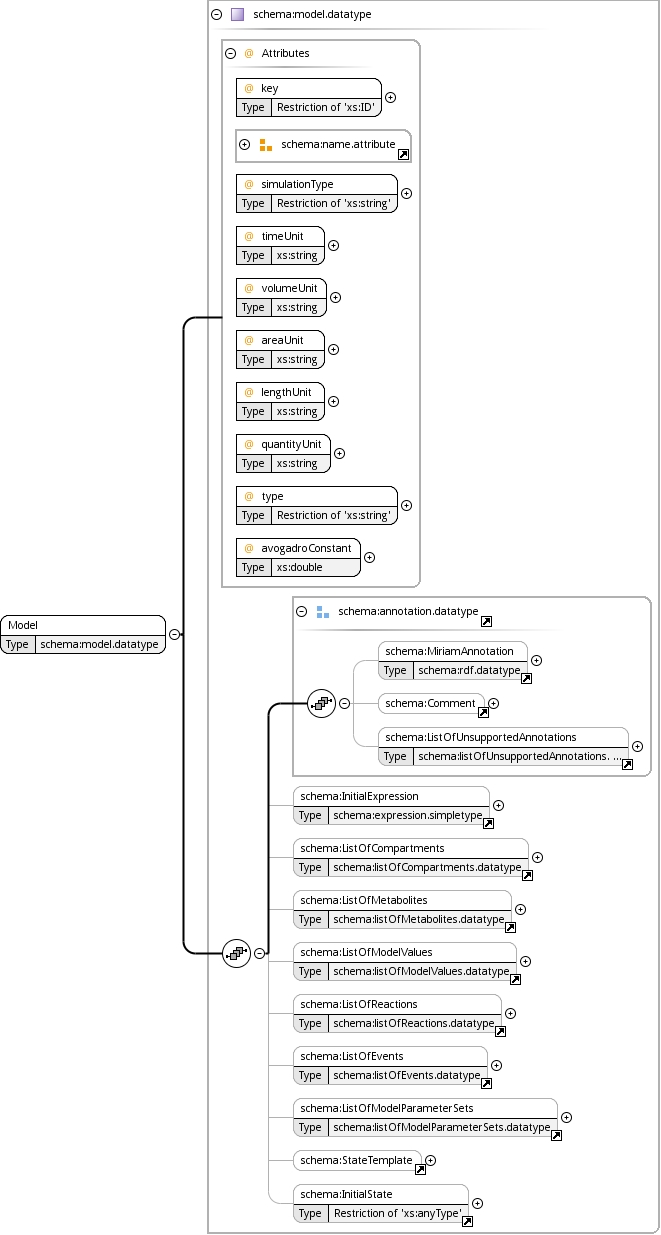 schema:model.datatype
@ Attributes
@ key
Type Restriction of 'xs:ID'
schema:name.attribute
@ simulationType
Type Restriction of 'xs:string'
@ timeUnit
Type xs:string
@ volumeUnit
Type xs:string
@ areaUnit
Type xs:string
@ lengthUnit
Type xs:string
@ quantityUnit
Type xs:string
@ type
Type Restriction of 'xs:string'
@ avogadroConstant
Type xs:double
Model
Type schema:model.datatype
schema:annotation.datatype
schema:MiriamAnnotation
Type schema:rdf.datatype
schema:Comment
schema:ListOfUnsupportedAnnotations
Type schema:listOfUnsupportedAnnotations. ...
schema:InitialExpression
Type schema:expression.simpletype
schema:ListOfCompartments
Type schema:listOfCompartments.datatype
schema:ListOfMetabolites
Type schema:listOfMetabolites.datatype
schema:ListOfModelValues
Type schema:listOfModelValues.datatype
schema:ListOfReactions
Type schema:listOfReactions.datatype
schema:ListOfEvents
Type schema:listOfEvents.datatype
schema:ListOfModelParameterSets
Type schema:listOfModelParameterSets.datatype
schema:StateTemplate
schema:InitialState
Type Restriction of 'xs:anyType'